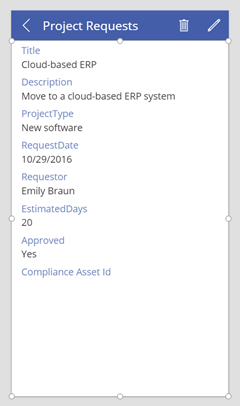 Project Requests
Title
Cloud-based ERP
Description
Move to a cloud-based ERP system
ProjectType
New software
RequestDate
10/29/2016
Requestor
Emily Braun
EstimatedDays
20
Approved
Yes
Compliance Asset Id